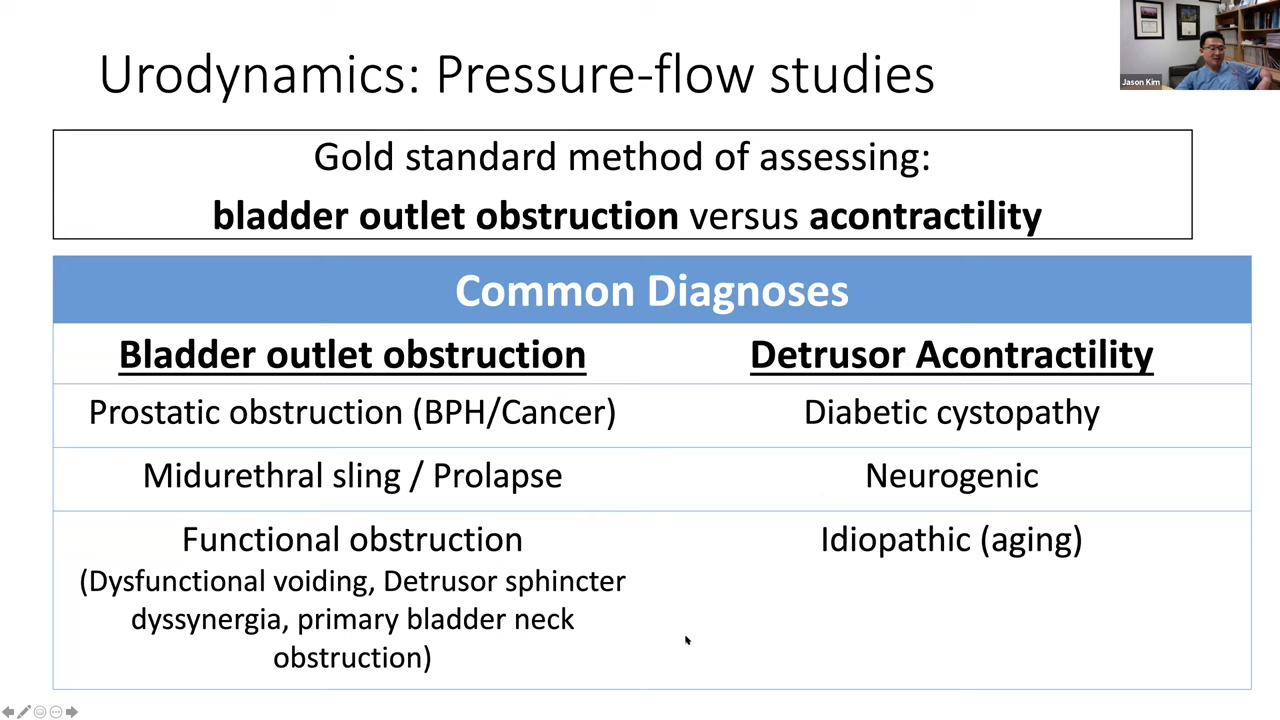 Urodynamics: Pressure-flow studies
Jason Kim
Gold standard method of assessing:
bladder outlet obstruction versus acontractility
Common Diagnoses
Bladder outlet obstruction
Detrusor Acontractility
Prostatic obstruction (BPH/Cancer)
Diabetic cystopathy
Midurethral sling / Prolapse
Neurogenic
Functional obstruction
(Dysfunctional voiding, Detrusor sphincter
dyssynergia, primary bladder neck
obstruction)
Idiopathic (aging)